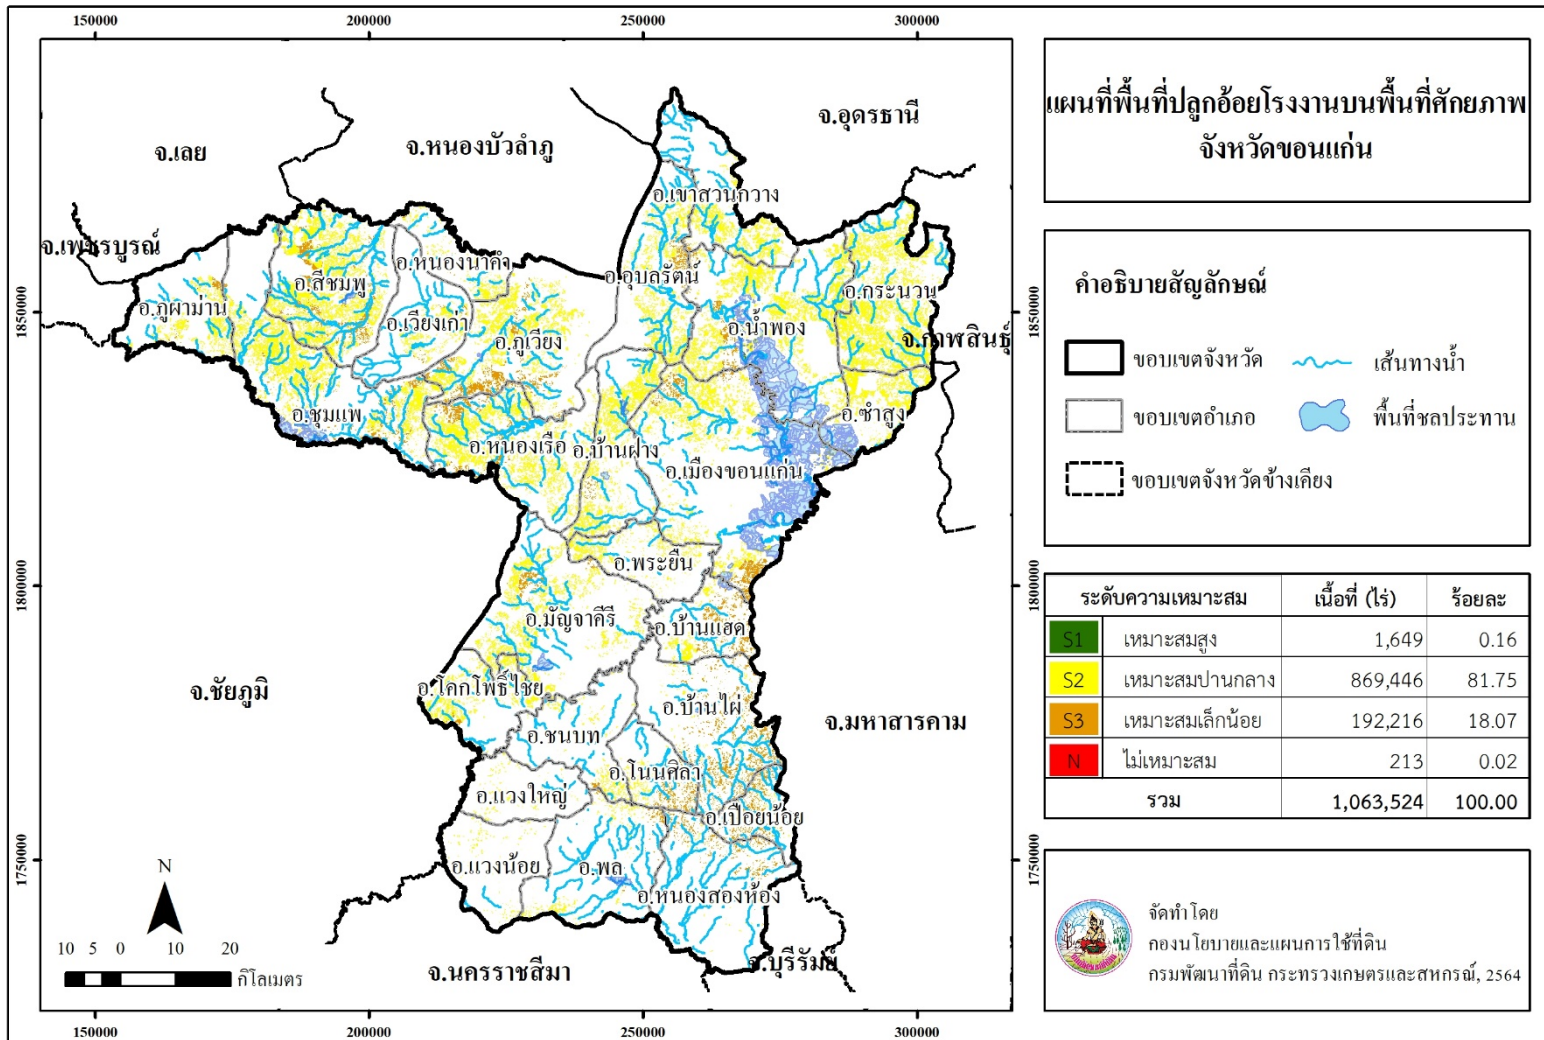 150000
200000
250000
300000
จ.อุดรธานี
จ.หนองบัวลำภู
จ.เลย
จ.เพชรบูรณ์
อ.เขาสวนกวาง
อ.หนองนาคำ
อ.อุบลรัตน์
อ.สีชมพู
อ.กระนวน
อ.ภูผาม่าน
อ.เวียงเก่า
อ.น้ำพอง
อ.ภูเวียง
จ.กาฬสินธุ์
อ.ชุมแพ
อ.ซำสูง
อ.หนองเรือ
อ.บ้านฝาง
อ.เมืองขอนแก่น
อ.พระยืน
อ.มัญจาคีรี
อ.บ้านแฮด
อ.โคกโพธิ์ไชย
จ.ชัยภูมิ
อ.บ้านไผ่
จ.มหาสารคาม
อ.ชนบท
อ.โนนศิลา
อ.แวงใหญ่
อ.เปือยน้อย
อ.แวงน้อย
อ.พล
อ.หนองสองห้อง
จ.นครราชสีมา
จ.บุรีรัมย์
1850000
1800000
1750000
1850000
1800000
1750000
N
10 5 0 10 20
กิโลเมตร
150000
200000
250000
300000
แผนที่พื้นที่ปลูกอ้อยโรงงานบนพื้นที่ศักยภาพ
จังหวัดขอนแก่น
คำอธิบายสัญลักษณ์
ขอบเขตจังหวัด
เส้นทางน้ำ
ขอบเขตอำเภอ
พื้นที่ชลประทาน
ขอบเขตจังหวัดข้างเคียง
ระดับความเหมาะสม เนื้อที่ (ไร่) ร้อยละ
S1 เหมาะสมสูง 1,649 0.16
S2 เหมาะสมปานกลาง 869,446 81.75
S3 เหมาะสมเล็กน้อย 192,216 18.07
N ไม่เหมาะสม 213 0.02
รวม 1,063,524 100.00
จัดทำโดย
กองนโยบายและแผนการใช้ที่ดิน
กรมพัฒนาที่ดิน กระทรวงเกษตรและสหกรณ์, 2564